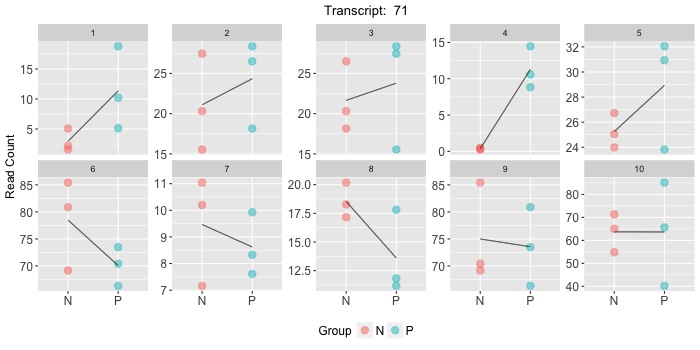 Transcript: 71
1 2 3 4 5
15 10 5
25 20 15
25 20 15
15 10 5 0
32 30 28 26 24
Read Count
6 7 8 9 10
85 80 75 70
11 10 9 8 7
20.0 17.5 15.0 12.5
85 80 75 70
80 70 60 50 40
N P N P N P N P N P
Group N P